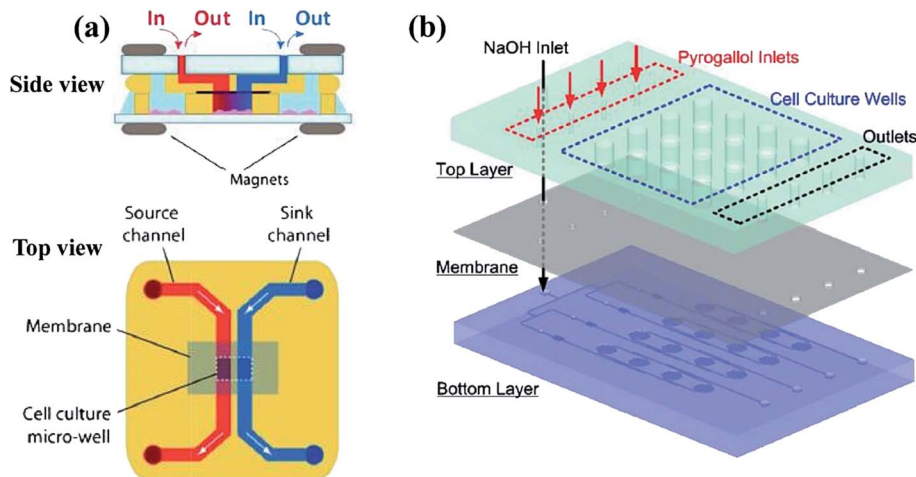 (a)
In
Out
In
Out
Side view
Magnets
Top view
Source
channel
Sink
channel
Membrane
Cell culture
micro-well
(b)
NaOH Inlet
Pyrogallol Inlets
Cell Culture Wells
Outlets
Top Layer
Membrane
Bottom Layer